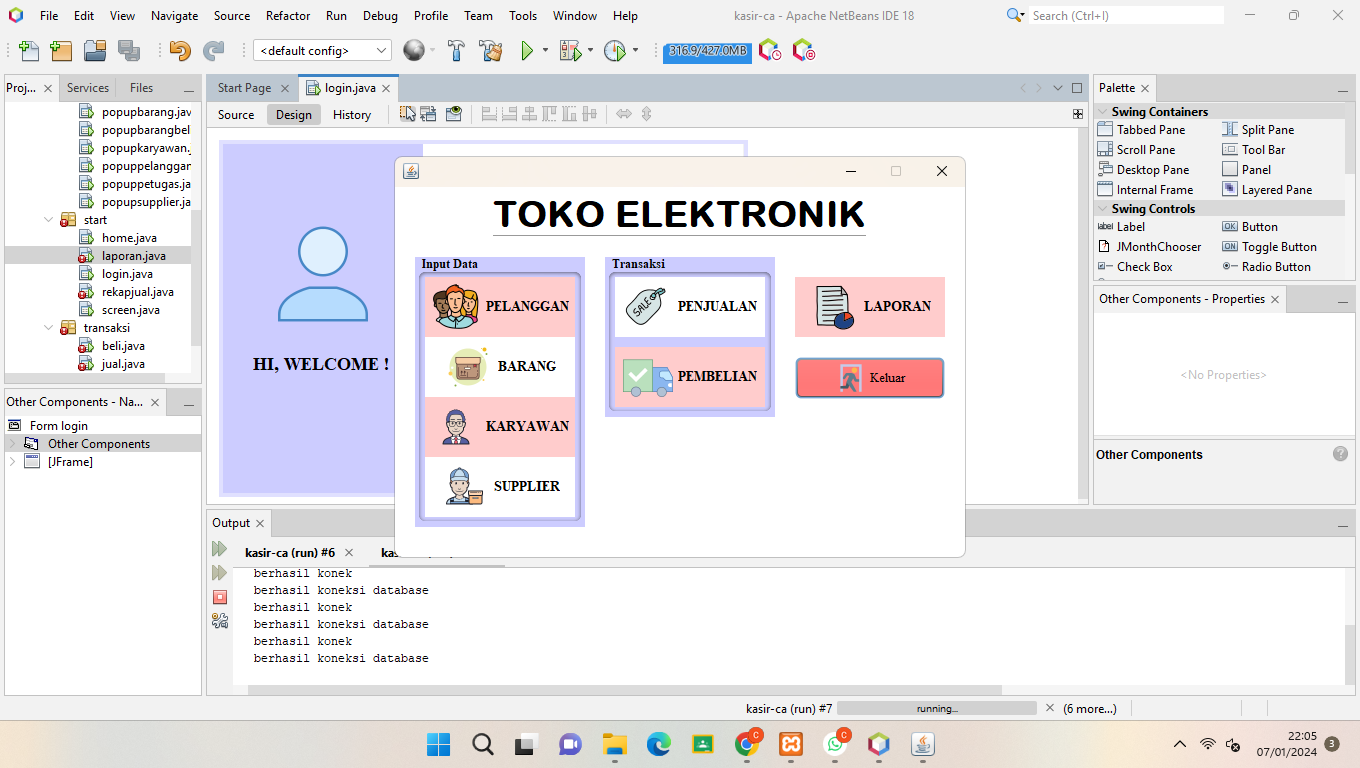 File Edit View Navigate Source Refactor Run Debug Profile Team Tools Window Help
kasir-ca - Apache NetBeans IDE 18
Search (Ctrl+I)
<default config>
316.9/427.0MB
Proj...
Services
Files
popupbarang.jav
popupbarangbel
popupkaryawan.
popuppelanggan
popuppetugas.ja
popupsupplier.ja
start
home.java
laporan.java
login.java
rekapjual.java
screen.java
transaksi
beli.java
jual.java
Other Components - Na...
Form login
Other Components
[JFrame]
Start Page
login.java
Source
Design
History
HI, WELCOME !
TOKO ELEKTRONIK
Input Data
PELANGGAN
BARANG
KARYAWAN
SUPPLIER
Transaksi
SALE
PENJUALAN
PEMBELIAN
LAPORAN
Keluar
Output
kasir-ca (run) #6
berhasil konek
berhasil koneksi database
berhasil konek
berhasil koneksi database
berhasil konek
berhasil koneksi database
Palette
Swing Containers
Tabbed Pane
Split Pane
Scroll Pane
Tool Bar
Desktop Pane
Panel
Internal Frame
Layered Pane
Swing Controls
label
Label
OK
Button
JMonthChooser
OK
Toggle Button
Check Box
Radio Button
Other Components - Properties
<No Properties>
Other Components
kasir-ca (run) #7
running...
(6 more...)
22:05
07/01/2024
3